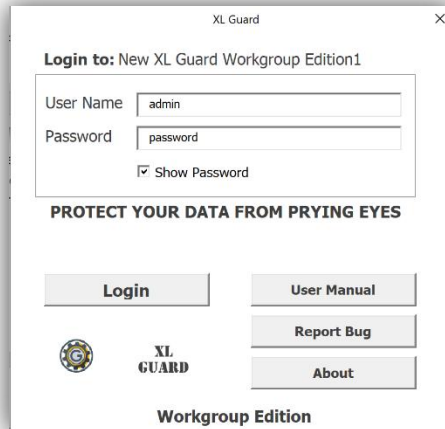 XL Guard
Login to: New XL Guard Workgroup Edition1
User Name admin
Password password
Show Password
PROTECT YOUR DATA FROM PRYING EYES
Login
User Manual
Report Bug
G
XL
GUARD
About
Workgroup Edition